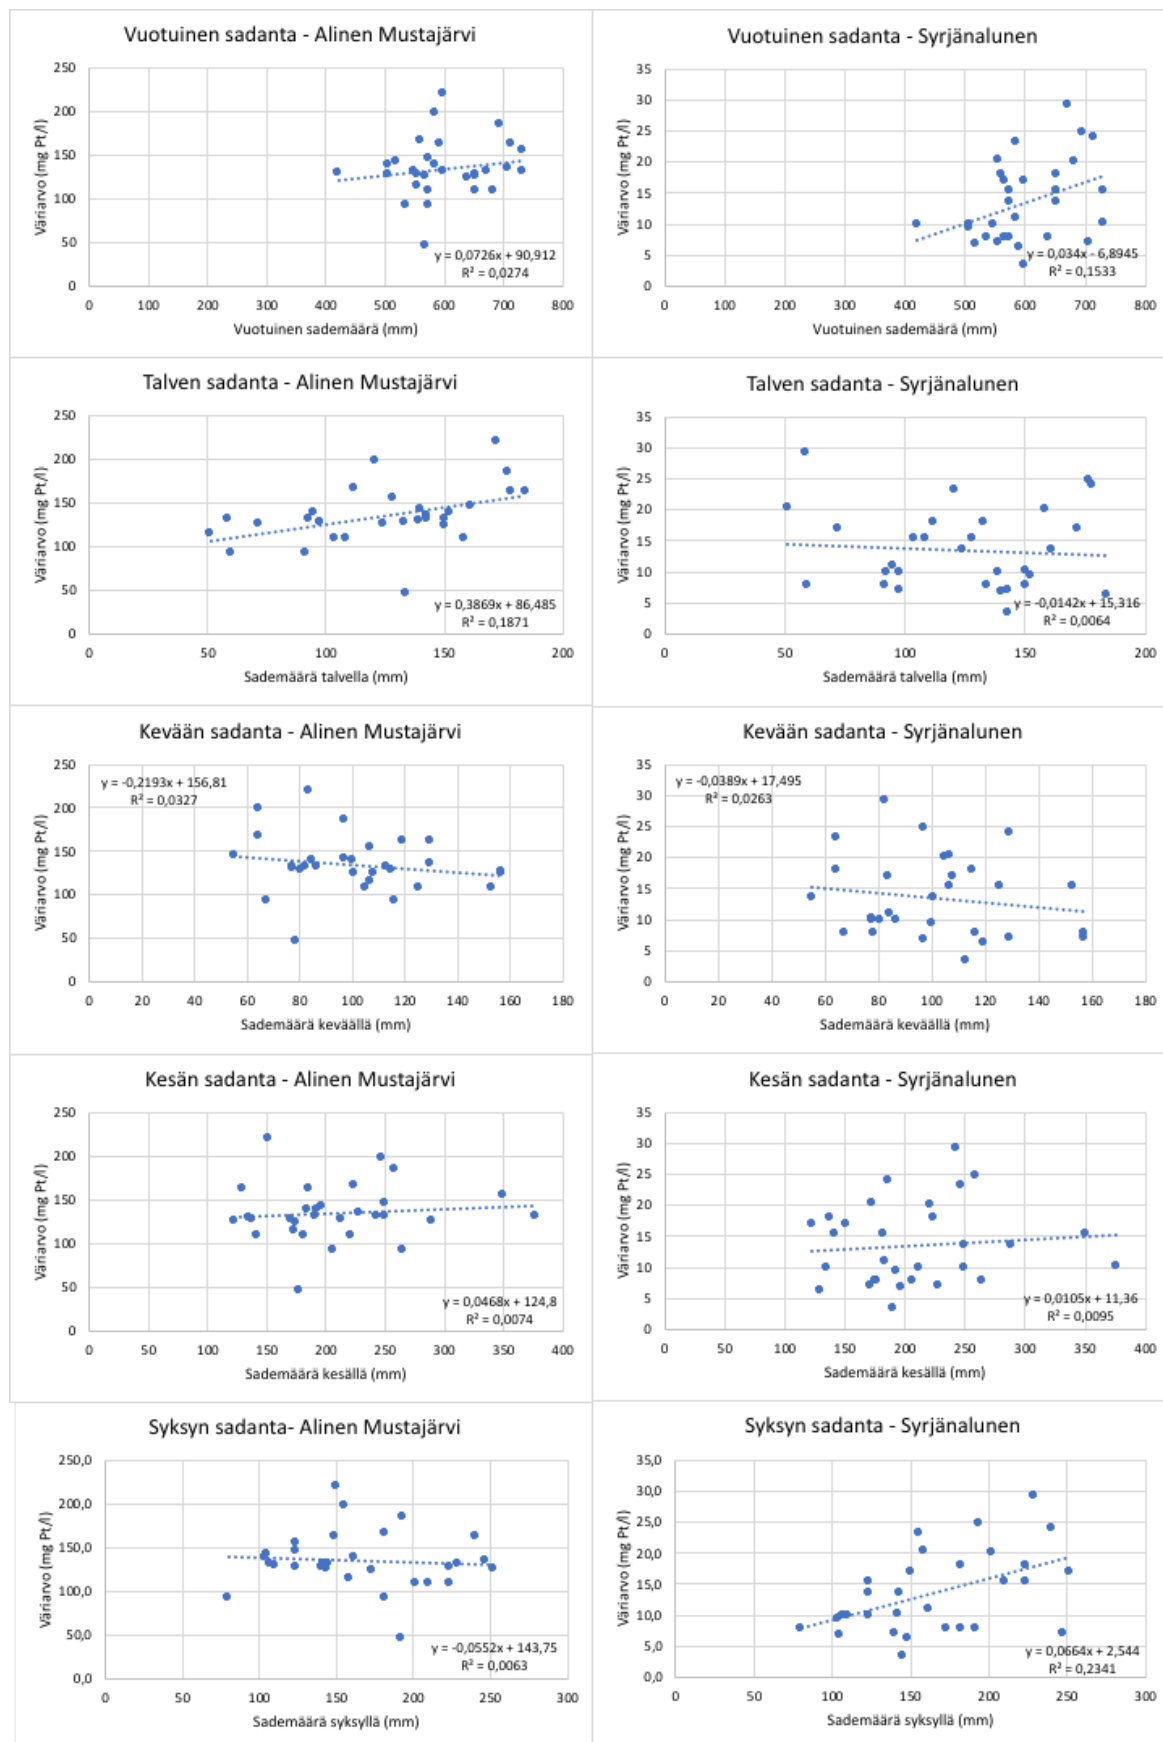 Vuotuinen sadanta - Alinen Mustajärvi
250
200
150
100
50
0
Väriarvo (mg Pt/l)
y = 0,0726x + 90,912
R² = 0,0274
0 100 200 300 400 500 600 700 800
Vuotuinen sademäärä (mm)
Vuotuinen sadanta - Syrjänalunen
35
30
25
20
15
10
5
0
Väriarvo (mg Pt/l)
y = 0,034x - 6,8945
R² = 0,1533
0 100 200 300 400 500 600 700 800
Vuotuinen sademäärä (mm)
Talven sadanta - Alinen Mustajärvi
250
200
150
100
50
0
Väriarvo (mg Pt/l)
y = 0,3869x + 86,485
R² = 0,1871
0 50 100 150 200
Sademäärä talvella (mm)
Talven sadanta - Syrjänalunen
35
30
25
20
15
10
5
0
Väriarvo (mg Pt/l)
y = -0,0142x + 15,316
R² = 0,0064
0 50 100 150 200
Sademäärä talvella (mm)
Kevään sadanta - Alinen Mustajärvi
250
200
150
100
50
0
Väriarvo (mg Pt/l)
y = -0,2193x + 156,81
R² = 0,0327
0 20 40 60 80 100 120 140 160 180
Sademäärä keväällä (mm)
Kevään sadanta - Syrjänalunen
35
30
25
20
15
10
5
0
Väriarvo (mg Pt/l)
y = -0,0389x + 17,495
R² = 0,0263
0 20 40 60 80 100 120 140 160 180
Sademäärä keväällä (mm)
Kesän sadanta - Alinen Mustajärvi
250
200
150
100
50
0
Väriarvo (mg Pt/l)
y = 0,0468x + 124,8
R² = 0,0074
0 50 100 150 200 250 300 350 400
Sademäärä kesällä (mm)
Kesän sadanta - Syrjänalunen
35
30
25
20
15
10
5
0
Väriarvo (mg Pt/l)
y = 0,0105x + 11,36
R² = 0,0095
0 50 100 150 200 250 300 350 400
Sademäärä kesällä (mm)
Syksyn sadanta- Alinen Mustajärvi
250,0
200,0
150,0
100,0
50,0
0,0
Väriarvo (mg Pt/l)
y = -0,0552x + 143,75
R² = 0,0063
0 50 100 150 200 250 300
Sademäärä syksyllä (mm)
Syksyn sadanta - Syrjänalunen
35,0
30,0
25,0
20,0
15,0
10,0
5,0
0,0
Väriarvo (mg Pt/l)
y = 0,0664x + 2,544
R² = 0,2341
0 50 100 150 200 250 300
Sademäärä syksyllä (mm)